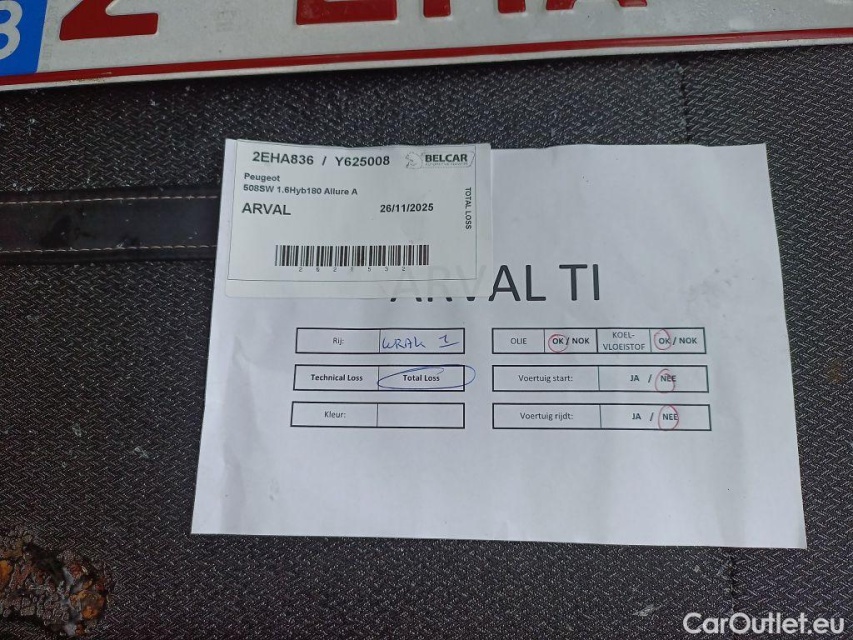 2 EHA
2EHA836 / Y625008 BELCAR
Peugeot
508SW 1.6Hyb180 Allure A
ARVAL 26/11/2025
TOTAL LOSS
ARVAL TI
Rij: WRAK 1
Technical Loss Total Loss
Kleur:
OLIE OK / NOK KOEL-VLOEISTOF OK / NOK
Voertuig start: JA / NEE
Voertuig rijdt: JA / NEE
CarOutlet.eu